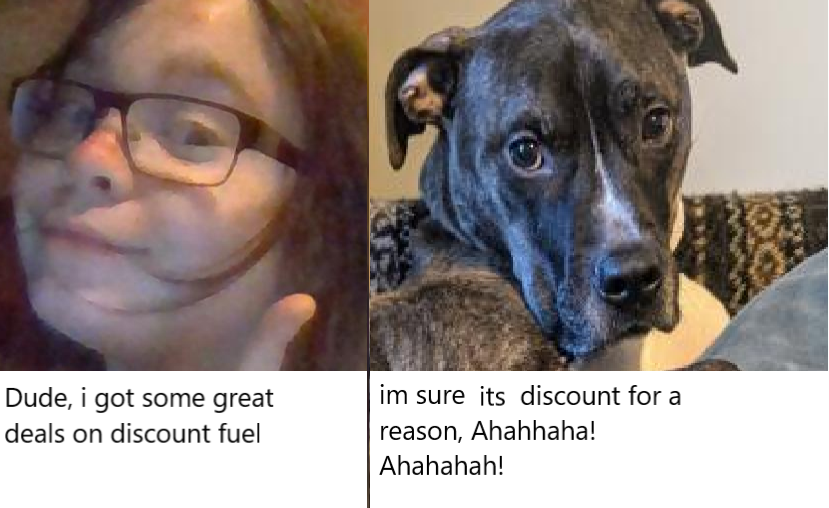 Dude, i got some great
deals on discount fuel
im sure its discount for a
reason, Ahahhaha!
Ahahahah!